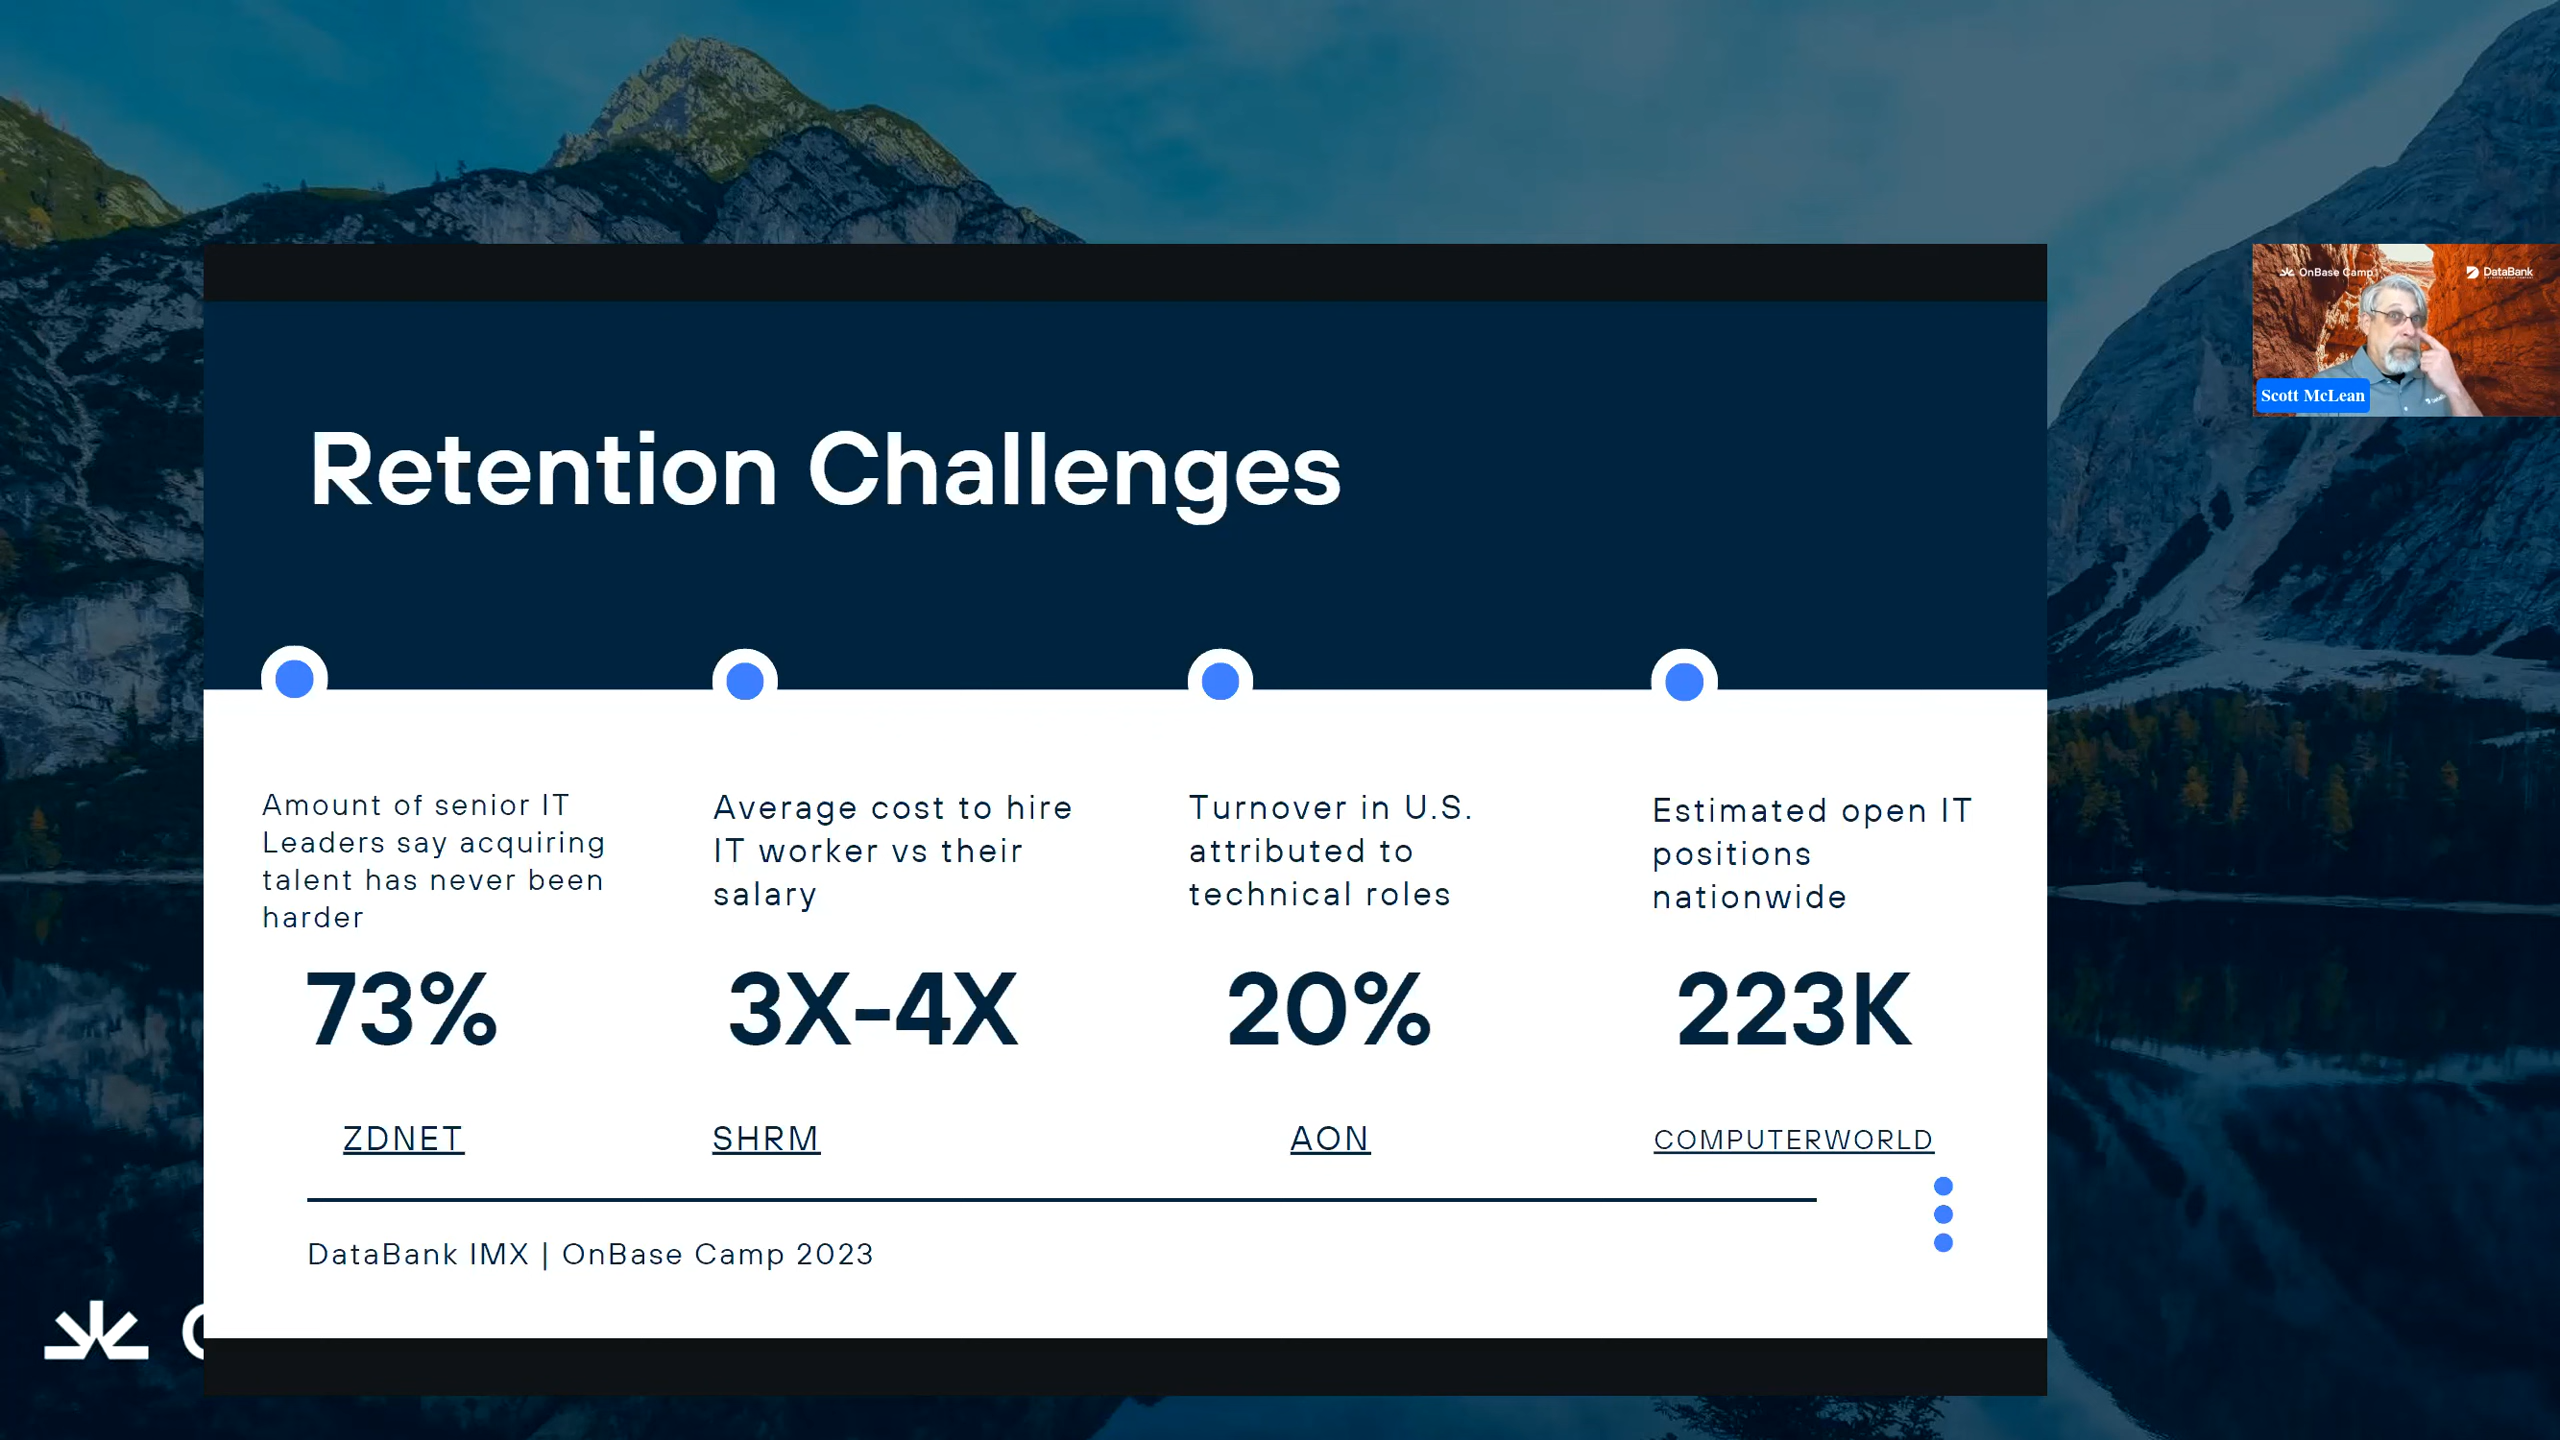 OnBase Camp
DataBank
Scott McLean
Retention Challenges
Amount of senior IT
Leaders say acquiring
talent has never been
harder
73%
ZDNET
Average cost to hire
IT worker vs their
salary
3X-4X
SHRM
Turnover in U.S.
attributed to
technical roles
20%
AON
Estimated open IT
positions
nationwide
223K
COMPUTERWORLD
DataBank IMX | OnBase Camp 2023